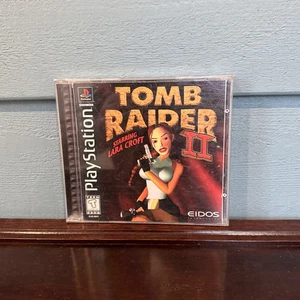 PlayStation
TOMB
RAIDER
II
STARRING
LARA CROFT
EIDOS